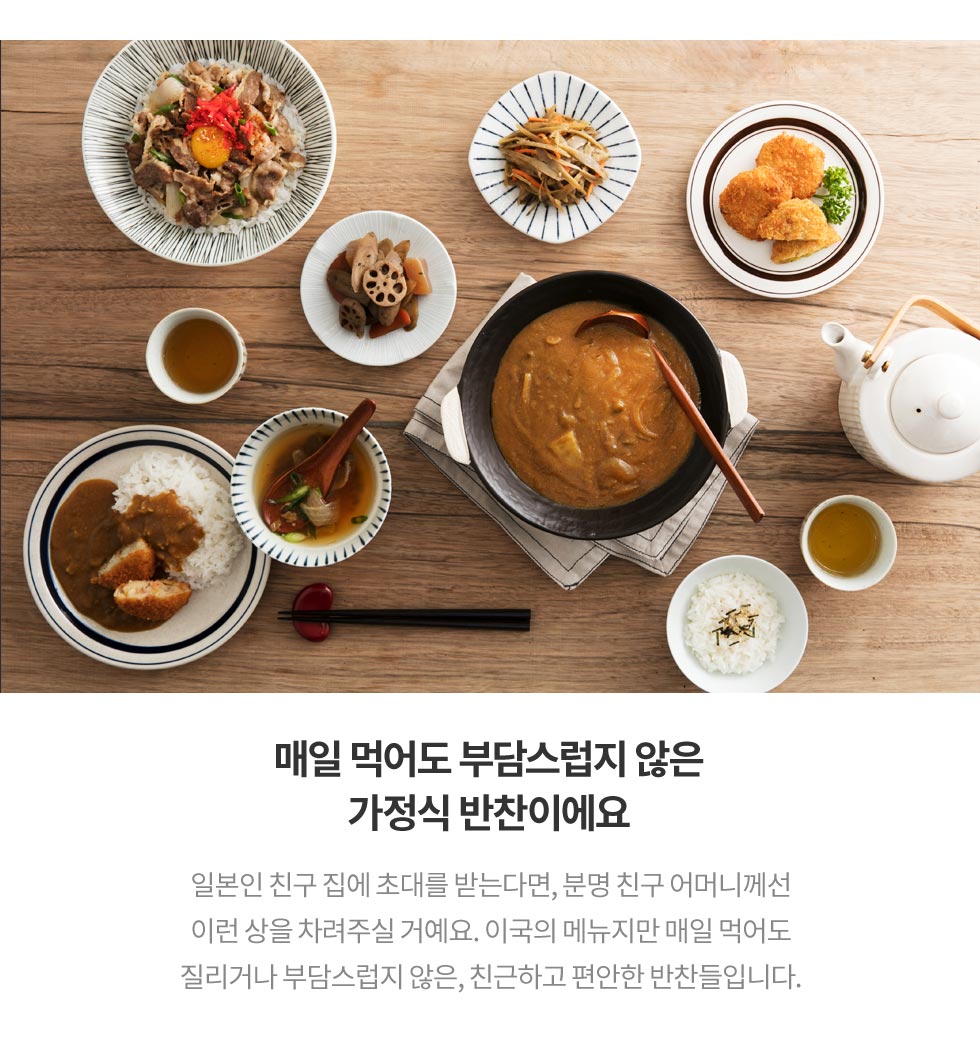 매일 먹어도 부담스럽지 않은
가정식 반찬이에요
일본인 친구 집에 초대를 받는다면, 분명 친구 어머니께선
이런 상을 차려주실 거예요. 이국의 메뉴지만 매일 먹어도
질리거나 부담스럽지 않은, 친근하고 편안한 반찬들입니다.